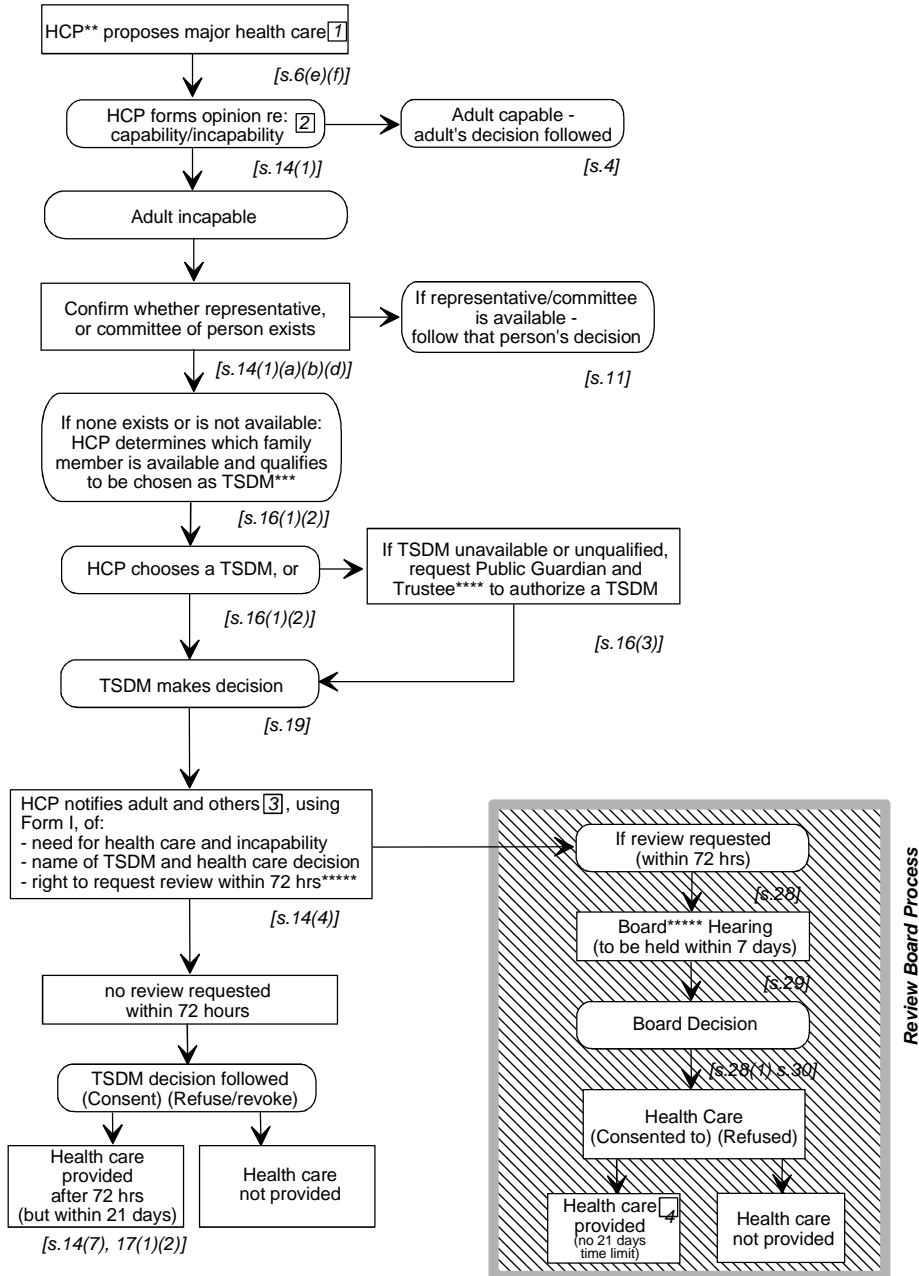 HCP** proposes major health care 1
[s.6(e)(f)]
HCP forms opinion re: 2
capability/incapability
Adult capable -
adult's decision followed
[s.14(1)]
[s.4]
Adult incapable
Confirm whether representative,
or committee of person exists
If representative/committee
is available -
follow that person's decision
[s.14(1)(a)(b)(d)]
[s.11]
If none exists or is not available:
HCP determines which family
member is available and qualifies
to be chosen as TSDM***
[s.16(1)(2)]
HCP chooses a TSDM, or
If TSDM unavailable or unqualified,
request Public Guardian and
Trustee**** to authorize a TSDM
[s.16(1)(2)]
[s.16(3)]
TSDM makes decision
[s.19]
HCP notifies adult and others 3, using
Form I, of:
- need for health care and incapability
- name of TSDM and health care decision
- right to request review within 72 hrs*****
[s.14(4)]
no review requested
within 72 hours
TSDM decision followed
(Consent) (Refuse/revoke)
Health care
provided
after 72 hrs
(but within 21 days)
Health care
not provided
[s.14(7), 17(1)(2)]
If review requested
(within 72 hrs)
[s.28]
Board***** Hearing
(to be held within 7 days)
[s.29]
Board Decision
[s.28(1) s.30]
Health Care
(Consented to) (Refused)
Health care 4
provided
(no 21 days
time limit)
Health care
not provided
Review Board Process